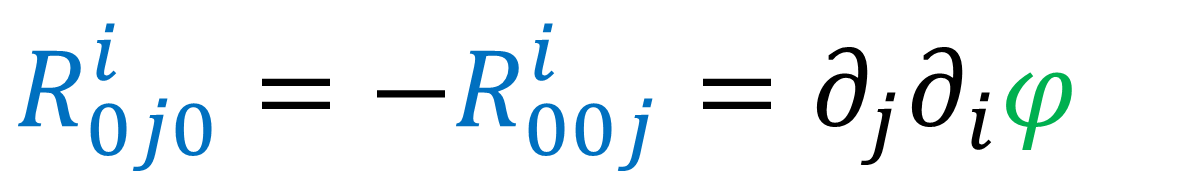 R^i_{0j0} = −R^i_{00j} = ∂_j∂_iφ